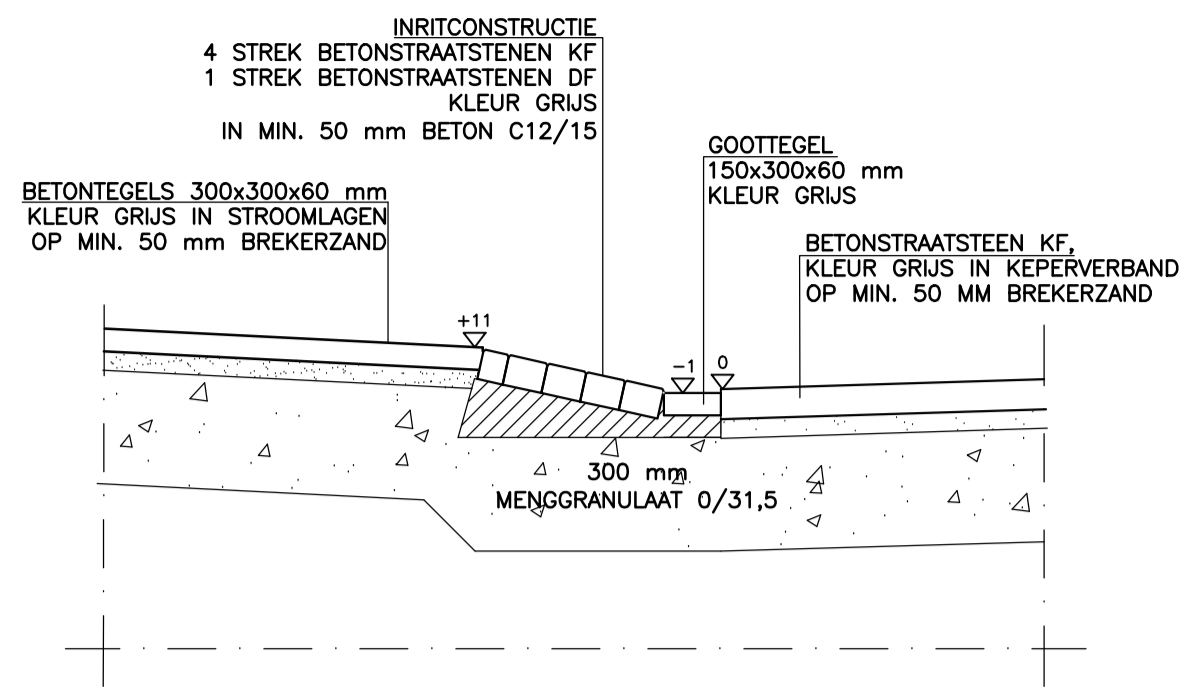 INRITCONSTRUCTIE
4 STREK BETONSTRAATSTENEN KF
1 STREK BETONSTRAATSTENEN DF
KLEUR GRIJS
IN MIN. 50 mm BETON C12/15
GOOTTEGEL
150x300x60 mm
KLEUR GRIJS
BETONTEGELS 300x300x60 mm
KLEUR GRIJS IN STROOMLAGEN
OP MIN. 50 mm BREKERZAND
BETONSTRAATSTEEN KF,
KLEUR GRIJS IN KEPERVERBAND
OP MIN. 50 MM BREKERZAND
+11
-1
0
300 mm
MENGGRANULAAT 0/31,5